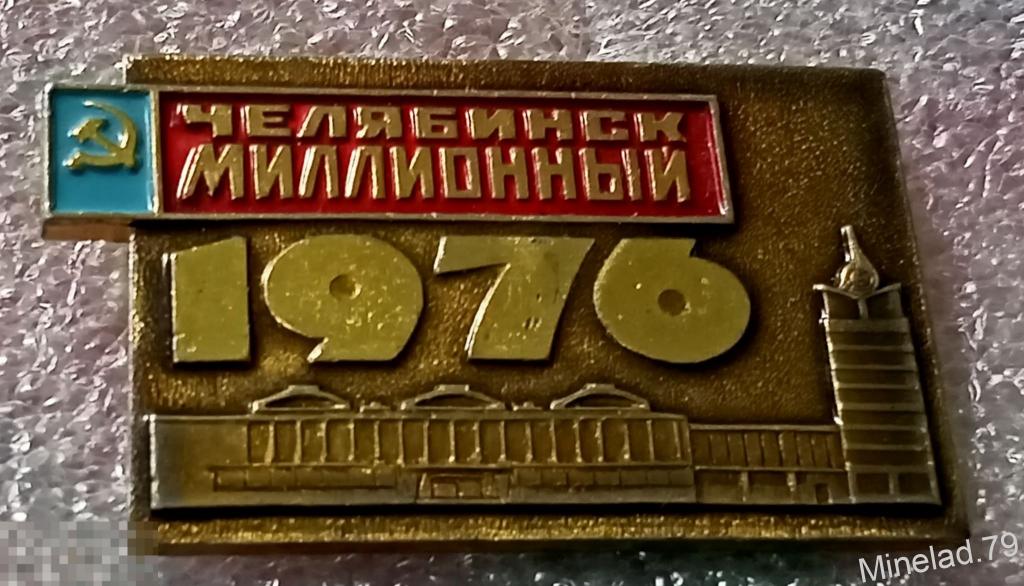 ЧЕЛЯБИНСК
МИЛЛИОННЫЙ
1976
Minelad.79